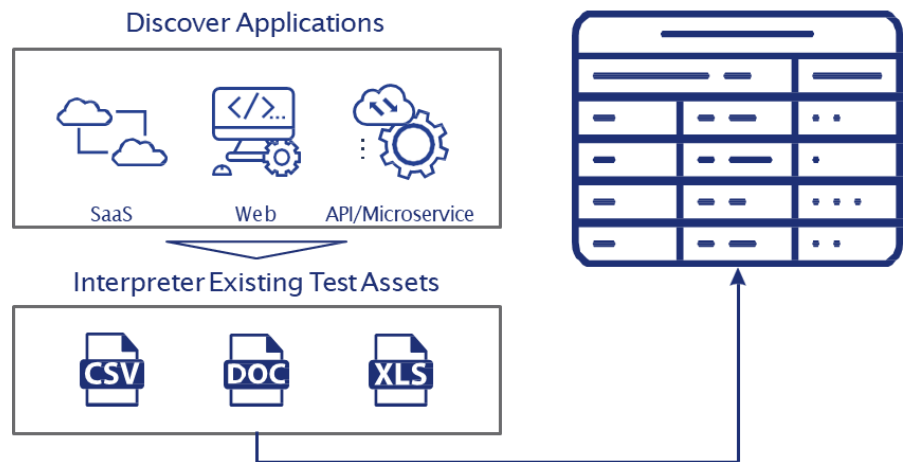 Discover Applications
</>...
SaaS
Web
API/Microservice
Interpreter Existing Test Assets
CSV
DOC
XLS